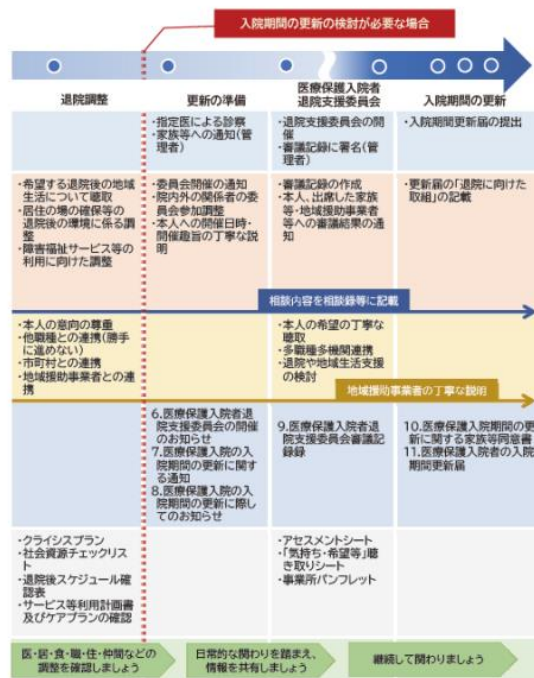 入院期間の更新の検討が必要な場合
退院調整
更新の準備
医療保護入院者
退院支援委員会
入院期間の更新
・指定医による診察
・家族等への通知(管
理者)
・退院支援委員会の開
催
・審議記録に署名(管
理者)
・入院期間更新届の提出
・希望する退院後の地域
生活について聴取
・居住の場の確保等の
退院後の環境に係る調
整
・障害福祉サービス等の
利用に向けた調整
・委員会開催の通知
・院内外の関係者の委
員会参加調整
・本人への開催日時・
開催趣旨の丁寧な説
明
・審議記録の作成
・本人、出席した家族
等・地域援助事業者
等への審議結果の通
知
・更新届の「退院に向けた
取組」の記載
相談内容を相談録等に記載
・本人の意向の尊重
・他職種との連携(勝手
に進めない)
・市町村との連携
・地域援助事業者との連
携
・本人の希望の丁寧な
聴取
・多職種多機関連携
・退院や地域生活支援
の検討
地域援助事業者の丁寧な説明
6.医療保護入院者退
院支援委員会の開催
のお知らせ
7.医療保護入院の入
院期間の更新に関す
る通知
8.医療保護入院の入
院期間の更新に際し
てのお知らせ
9.医療保護入院者退
院支援委員会審議記
録録
10.医療保護入院期間の更
新に関する家族等同意書
11.医療保護入院者の入院
期間更新届
・クライシスプラン
・社会資源チェックリス
ト
・退院後スケジュール確
認表
・サービス等利用計画書
及びケアプランの確認
・アセスメントシート
・「気持ち・希望等」聴
き取りシート
・事業所パンフレット
医・居・食・職・住・仲間などの
調整を確認しましょう
日常的な関わりを踏まえ、
情報を共有しましょう
継続して関わりましょう